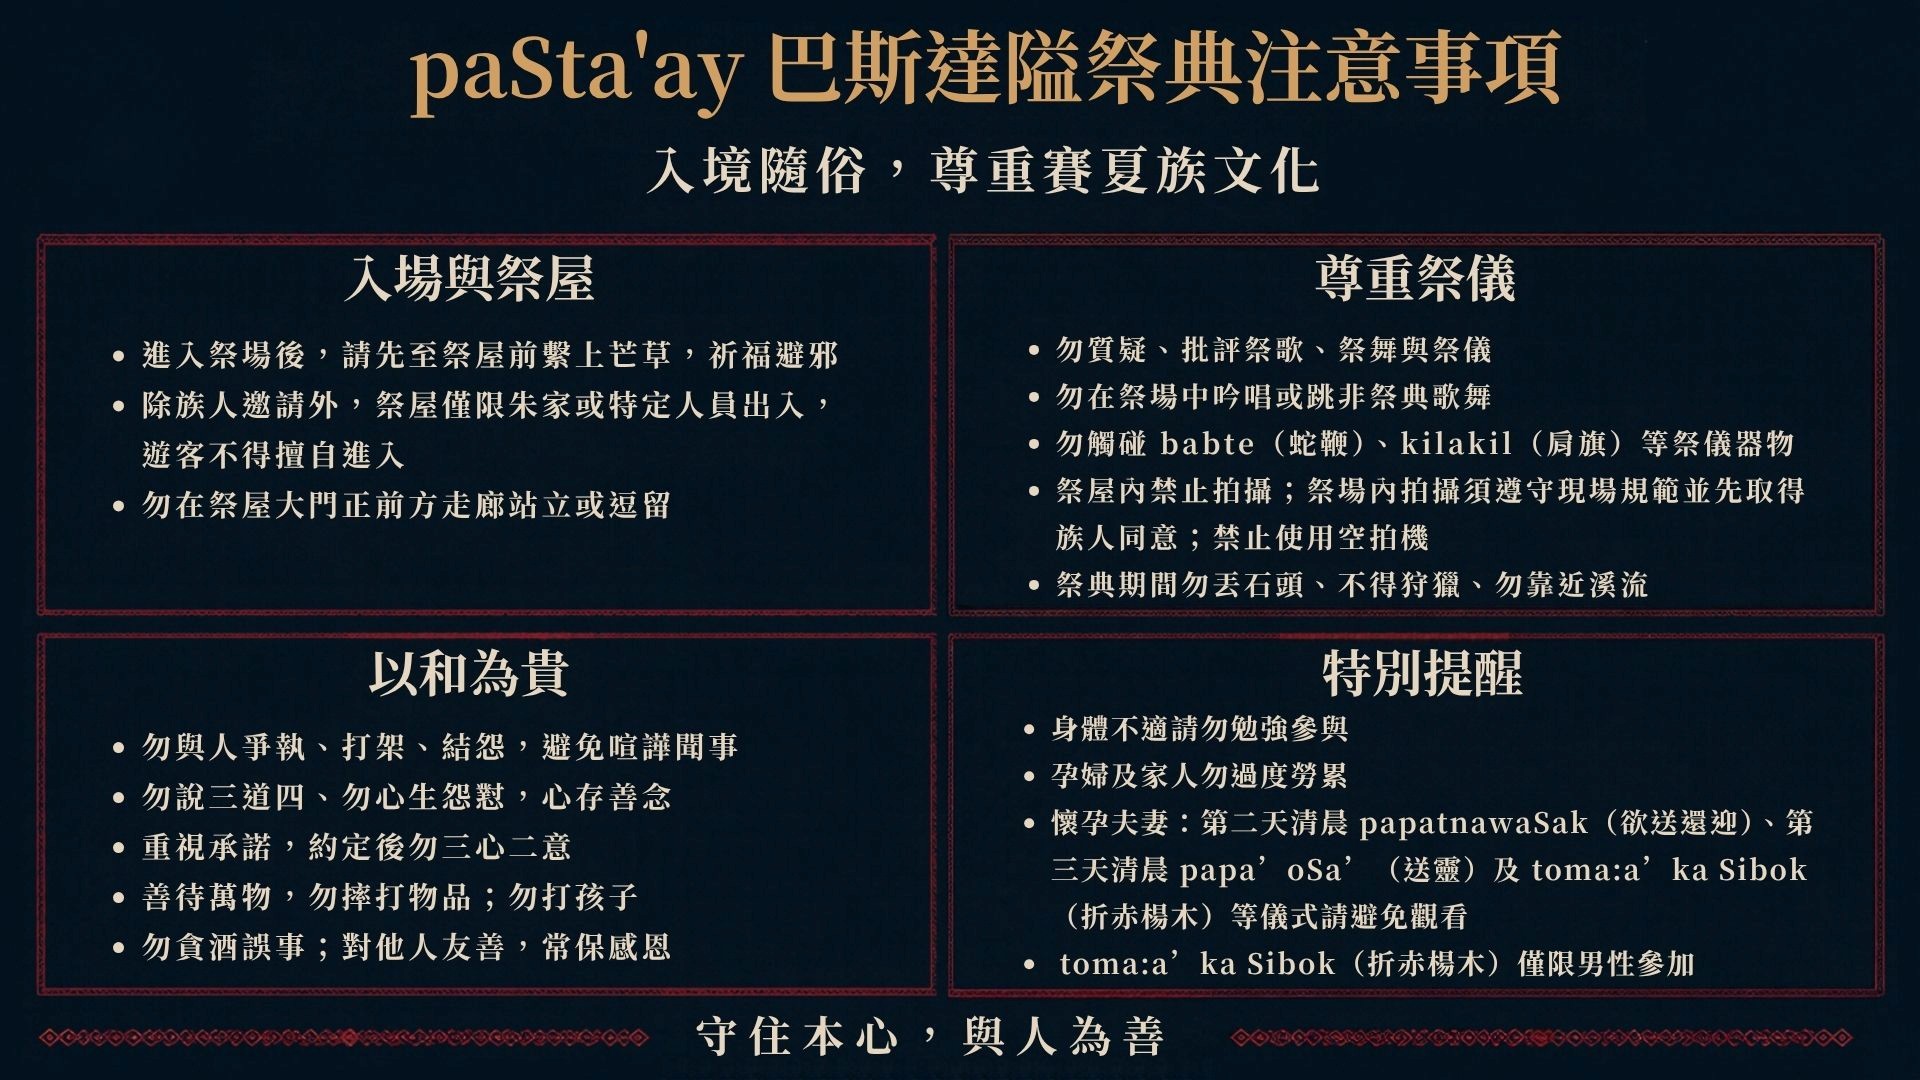 paSta'ay 巴斯達隘祭典注意事項
入境隨俗，尊重賽夏族文化
入場與祭屋
• 進入祭場後，請先至祭屋前繫上芒草，祈福避邪
• 除族人邀請外，祭屋僅限朱家或特定人員出入，
遊客不得擅自進入
• 勿在祭屋大門正前方走廊站立或逗留
尊重祭儀
• 勿質疑、批評祭歌、祭舞與祭儀
• 勿在祭場中吟唱或跳非祭典歌舞
• 勿觸碰 babte（蛇鞭）、kilakil（肩旗）等祭儀器物
• 祭屋內禁止拍攝；祭場內拍攝須遵守現場規範並先取得
族人同意；禁止使用空拍機
• 祭典期間勿丟石頭、不得狩獵、勿靠近溪流
以和為貴
• 勿與人爭執、打架、結怨，避免喧譁鬧事
• 勿說三道四、勿心生怨懟，心存善念
• 重視承諾，約定後勿三心二意
• 善待萬物，勿摔打物品；勿打孩子
• 勿貪酒誤事；對他人友善，常保感恩
特別提醒
• 身體不適請勿勉強參與
• 孕婦及家人勿過度勞累
• 懷孕夫妻：第二天清晨 papatnawaSak（欲送還迎）、第
三天清晨 papa’oSa’（送靈）及 toma:a’ka Sibok
（折赤楊木）等儀式請避免觀看
• toma:a’ka Sibok（折赤楊木）僅限男性參加
守住本心，與人為善